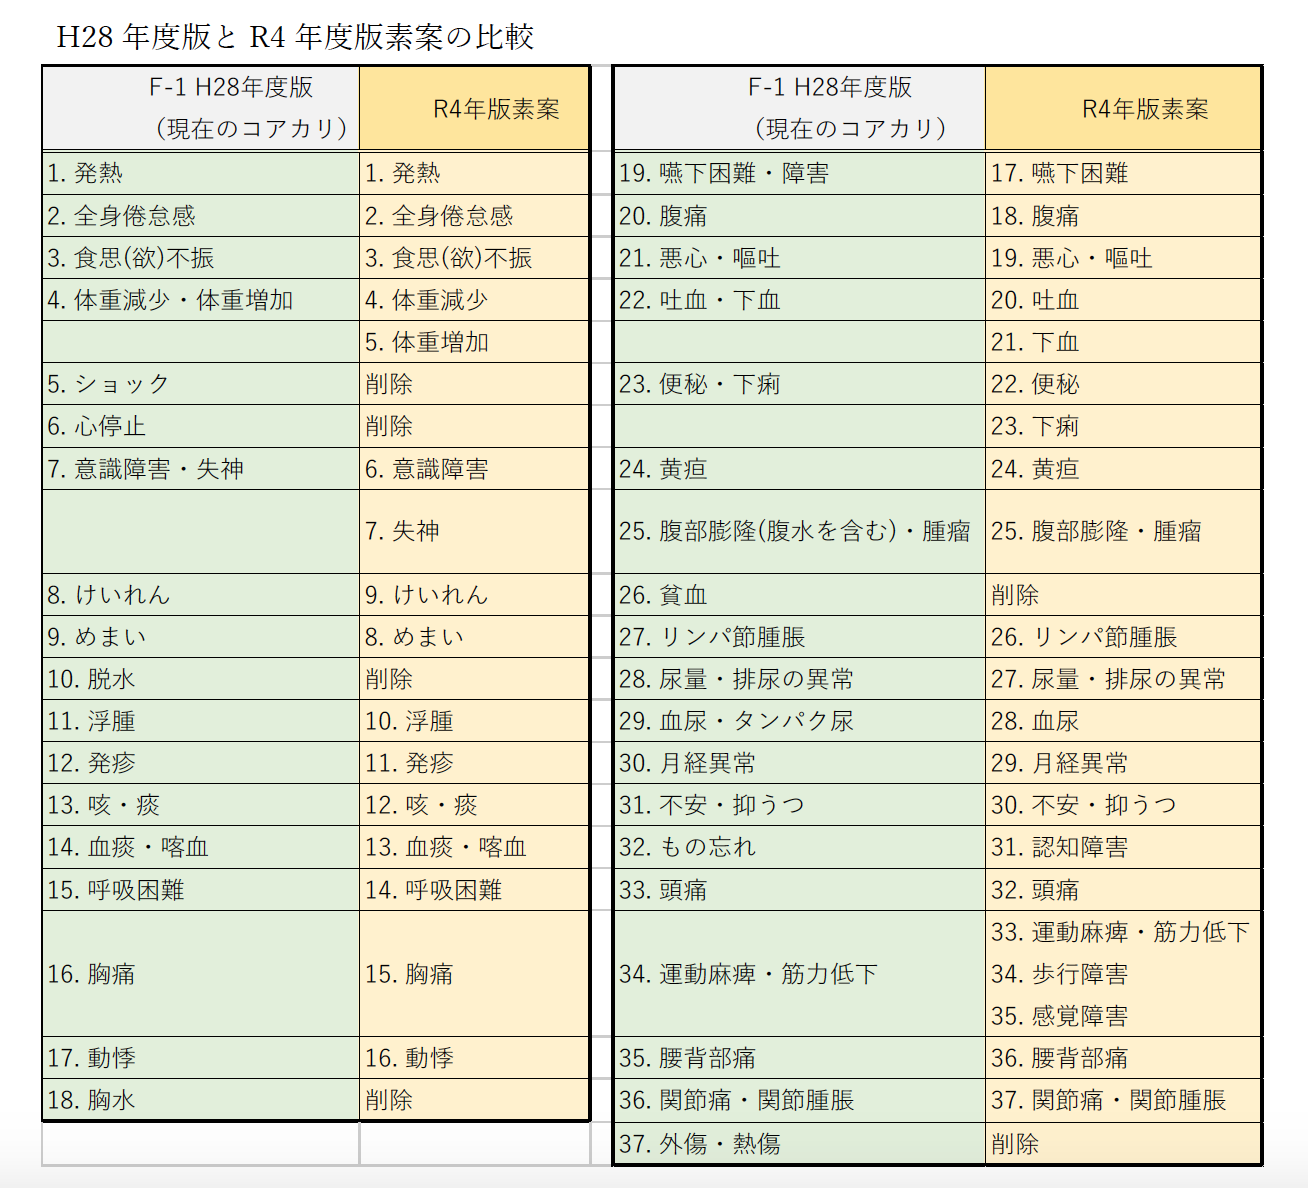 H28 年度版と R4 年度版素案の比較
F-1 H28年度版
（現在のコアカリ）
R4年版素案
1. 発熱
1. 発熱
2. 全身倦怠感
2. 全身倦怠感
3. 食思(欲)不振
3. 食思(欲)不振
4. 体重減少・体重増加
4. 体重減少
5. 体重増加
5. ショック
削除
6. 心停止
削除
7. 意識障害・失神
6. 意識障害
7. 失神
8. けいれん
9. けいれん
9. めまい
8. めまい
10. 脱水
削除
11. 浮腫
10. 浮腫
12. 発疹
11. 発疹
13. 咳・痰
12. 咳・痰
14. 血痰・喀血
13. 血痰・喀血
15. 呼吸困難
14. 呼吸困難
16. 胸痛
15. 胸痛
17. 動悸
16. 動悸
18. 胸水
削除
F-1 H28年度版
（現在のコアカリ）
R4年版素案
19. 嚥下困難・障害
17. 嚥下困難
20. 腹痛
18. 腹痛
21. 悪心・嘔吐
19. 悪心・嘔吐
22. 吐血・下血
20. 吐血
21. 下血
23. 便秘・下痢
22. 便秘
23. 下痢
24. 黄疸
24. 黄疸
25. 腹部膨隆(腹水を含む)・腫瘤
25. 腹部膨隆・腫瘤
26. 貧血
削除
27. リンパ節腫脹
26. リンパ節腫脹
28. 尿量・排尿の異常
27. 尿量・排尿の異常
29. 血尿・タンパク尿
28. 血尿
30. 月経異常
29. 月経異常
31. 不安・抑うつ
30. 不安・抑うつ
32. もの忘れ
31. 認知障害
33. 頭痛
32. 頭痛
34. 運動麻痺・筋力低下
33. 運動麻痺・筋力低下
34. 歩行障害
35. 感覚障害
35. 腰背部痛
36. 腰背部痛
36. 関節痛・関節腫脹
37. 関節痛・関節腫脹
37. 外傷・熱傷
削除